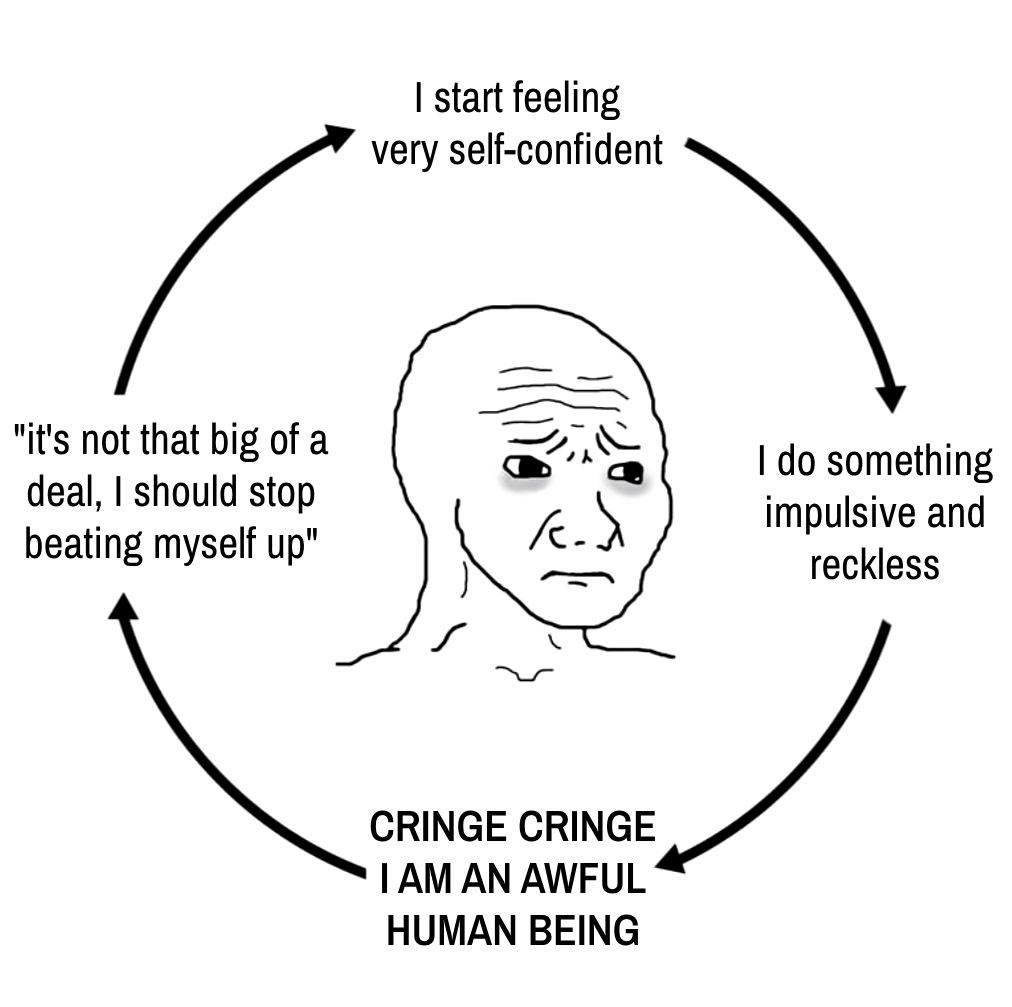 I start feeling
very self-confident
I do something
impulsive and
reckless
CRINGE CRINGE
I AM AN AWFUL
HUMAN BEING
"it's not that big of a
deal, I should stop
beating myself up"